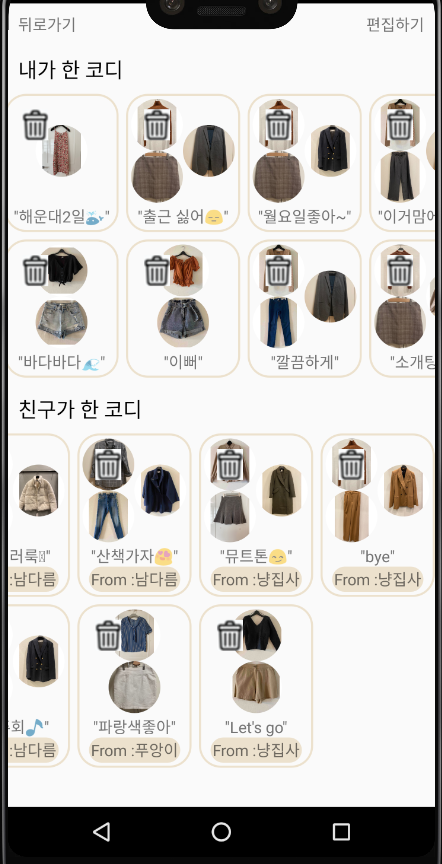 뒤로가기 편집하기
내가 한 코디
"해운대2일🐳" "출근 싫어😑" "월요일좋아~" "이거맘에
"바다바다🌊" "이뻐" "깔끔하게" "소개팅
친구가 한 코디
러룩 "산책가자😍" "뮤트톤😑" "bye"
:남다름 From :남다름 From :냥집사 From :냥집사
회🎵" "파랑색좋아" "Let's go"
:남다름 From :푸앙이 From :냥집사